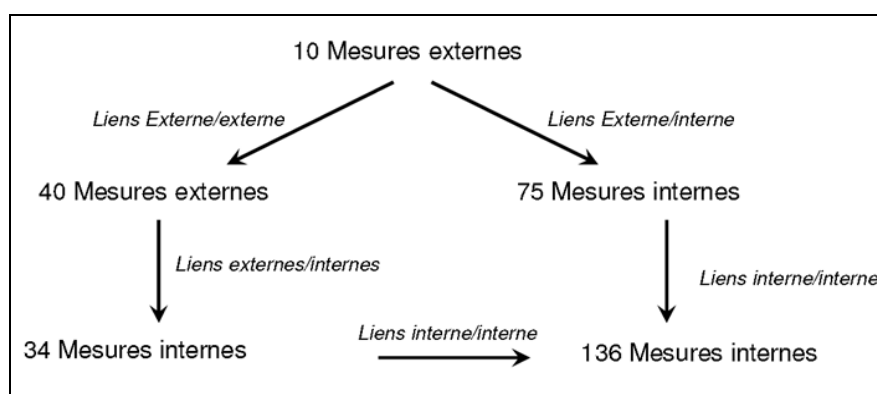 10 Mesures externes
Liens Externe/externe
Liens Externe/interne
40 Mesures externes
75 Mesures internes
Liens externes/internes
Liens interne/interne
34 Mesures internes
Liens interne/interne
136 Mesures internes